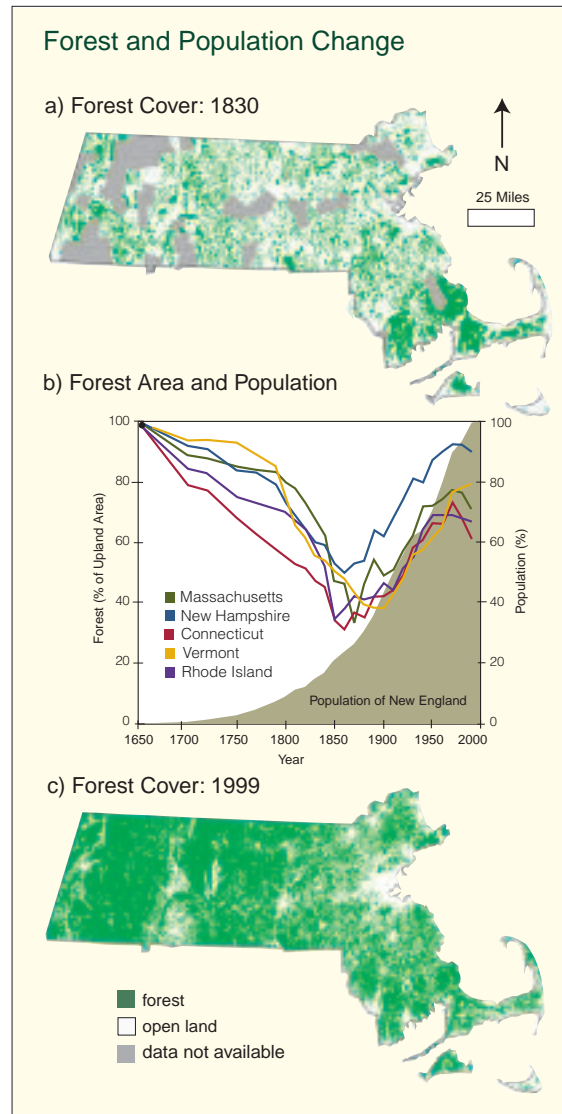 Forest and Population Change
a) Forest Cover: 1830
N
25 Miles
b) Forest Area and Population
100
80
60
40
20
0
Forest (% of Upland Area)
100
80
60
40
20
0
Population (%)
Massachusetts
New Hampshire
Connecticut
Vermont
Rhode Island
Population of New England
1650 1700 1750 1800 1850 1900 1950 2000
Year
c) Forest Cover: 1999
forest
open land
data not available